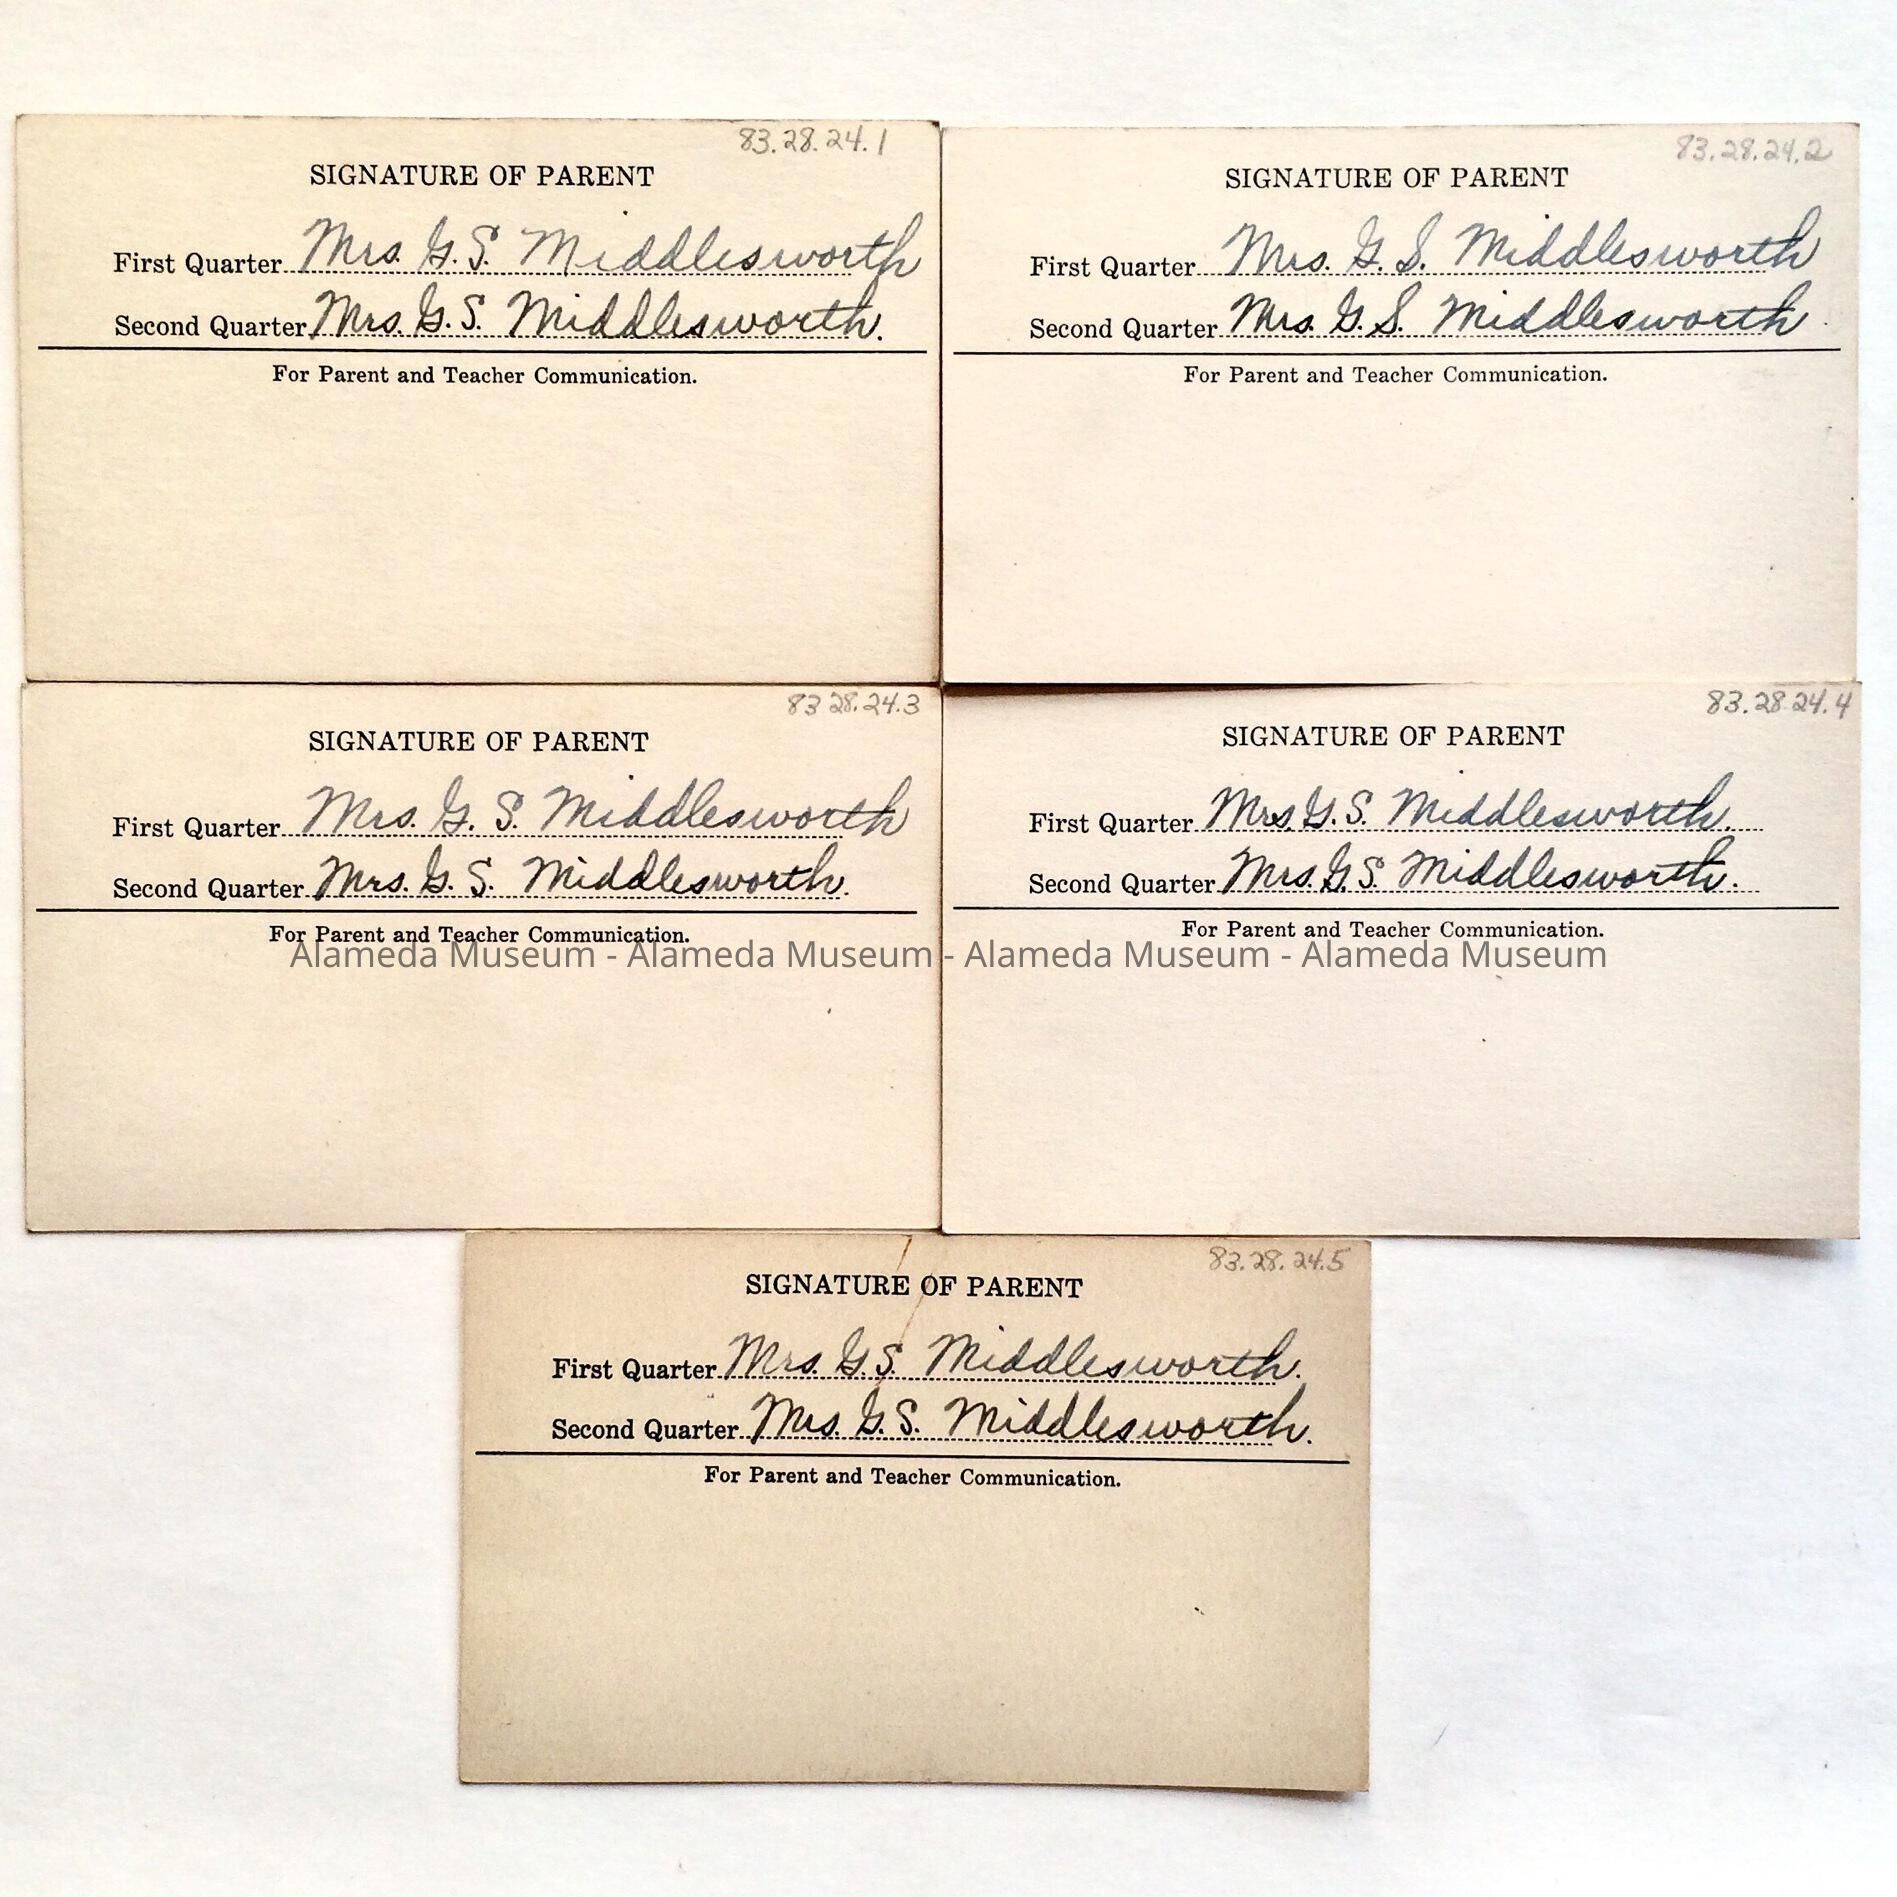 83.28.24.1
SIGNATURE OF PARENT
First Quarter Mrs. G. S. Middlesworth
Second Quarter Mrs. G. S. Middlesworth.
For Parent and Teacher Communication.
83.28.24.2
SIGNATURE OF PARENT
First Quarter Mrs. G. S. Middlesworth
Second Quarter Mrs. G. S. Middlesworth
For Parent and Teacher Communication.
83 28.24.3
SIGNATURE OF PARENT
First Quarter Mrs. G. S. Middlesworth
Second Quarter Mrs. G. S. Middlesworth.
For Parent and Teacher Communication.
83.28.24.4
SIGNATURE OF PARENT
First Quarter Mrs. G. S. Middlesworth.
Second Quarter Mrs. G. S. Middlesworth.
For Parent and Teacher Communication.
Alameda Museum - Alameda Museum - Alameda Museum - Alameda Museum
83.28.24.5
SIGNATURE OF PARENT
First Quarter Mrs. G. S. Middlesworth.
Second Quarter Mrs. G. S. Middlesworth.
For Parent and Teacher Communication.